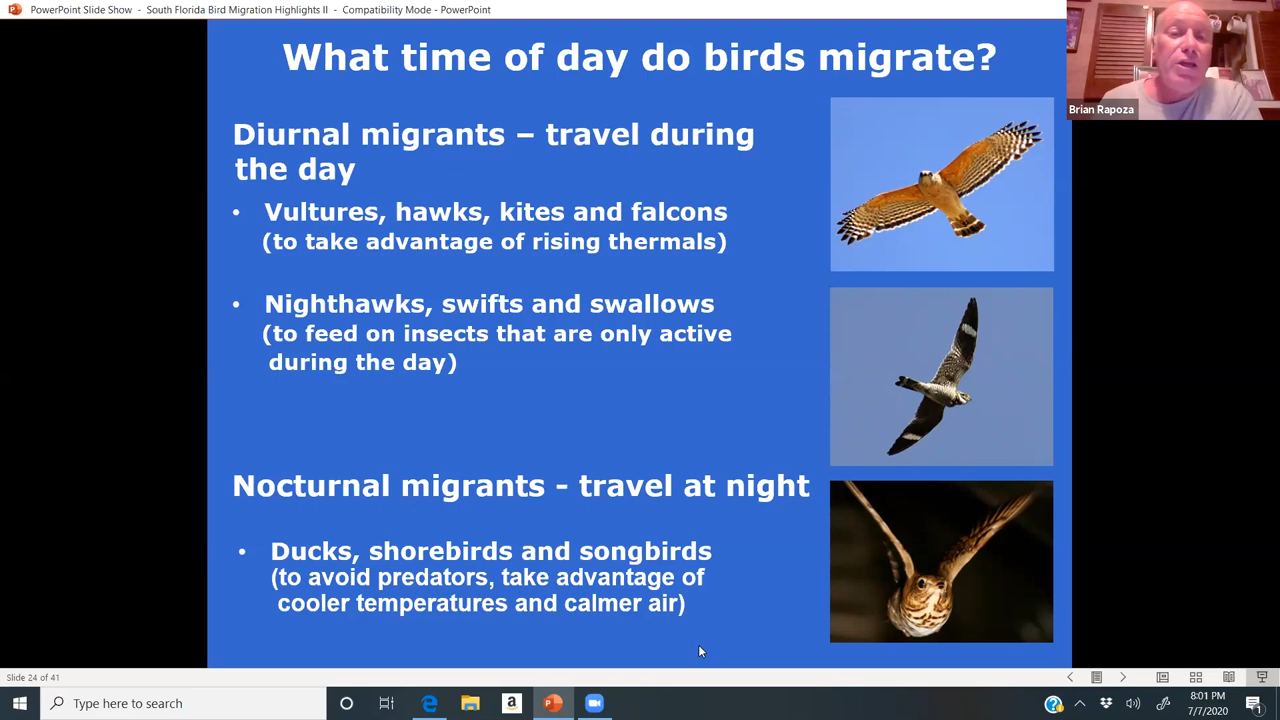 PowerPoint Slide Show - South Florida Bird Migration Highlights II - Compatibility Mode - PowerPoint
What time of day do birds migrate?
Brian Rapoza
Diurnal migrants – travel during
the day
• Vultures, hawks, kites and falcons
(to take advantage of rising thermals)
• Nighthawks, swifts and swallows
(to feed on insects that are only active
during the day)
Nocturnal migrants - travel at night
• Ducks, shorebirds and songbirds
(to avoid predators, take advantage of
cooler temperatures and calmer air)
Slide 24 of 41
Type here to search
8:01 PM
7/7/2020